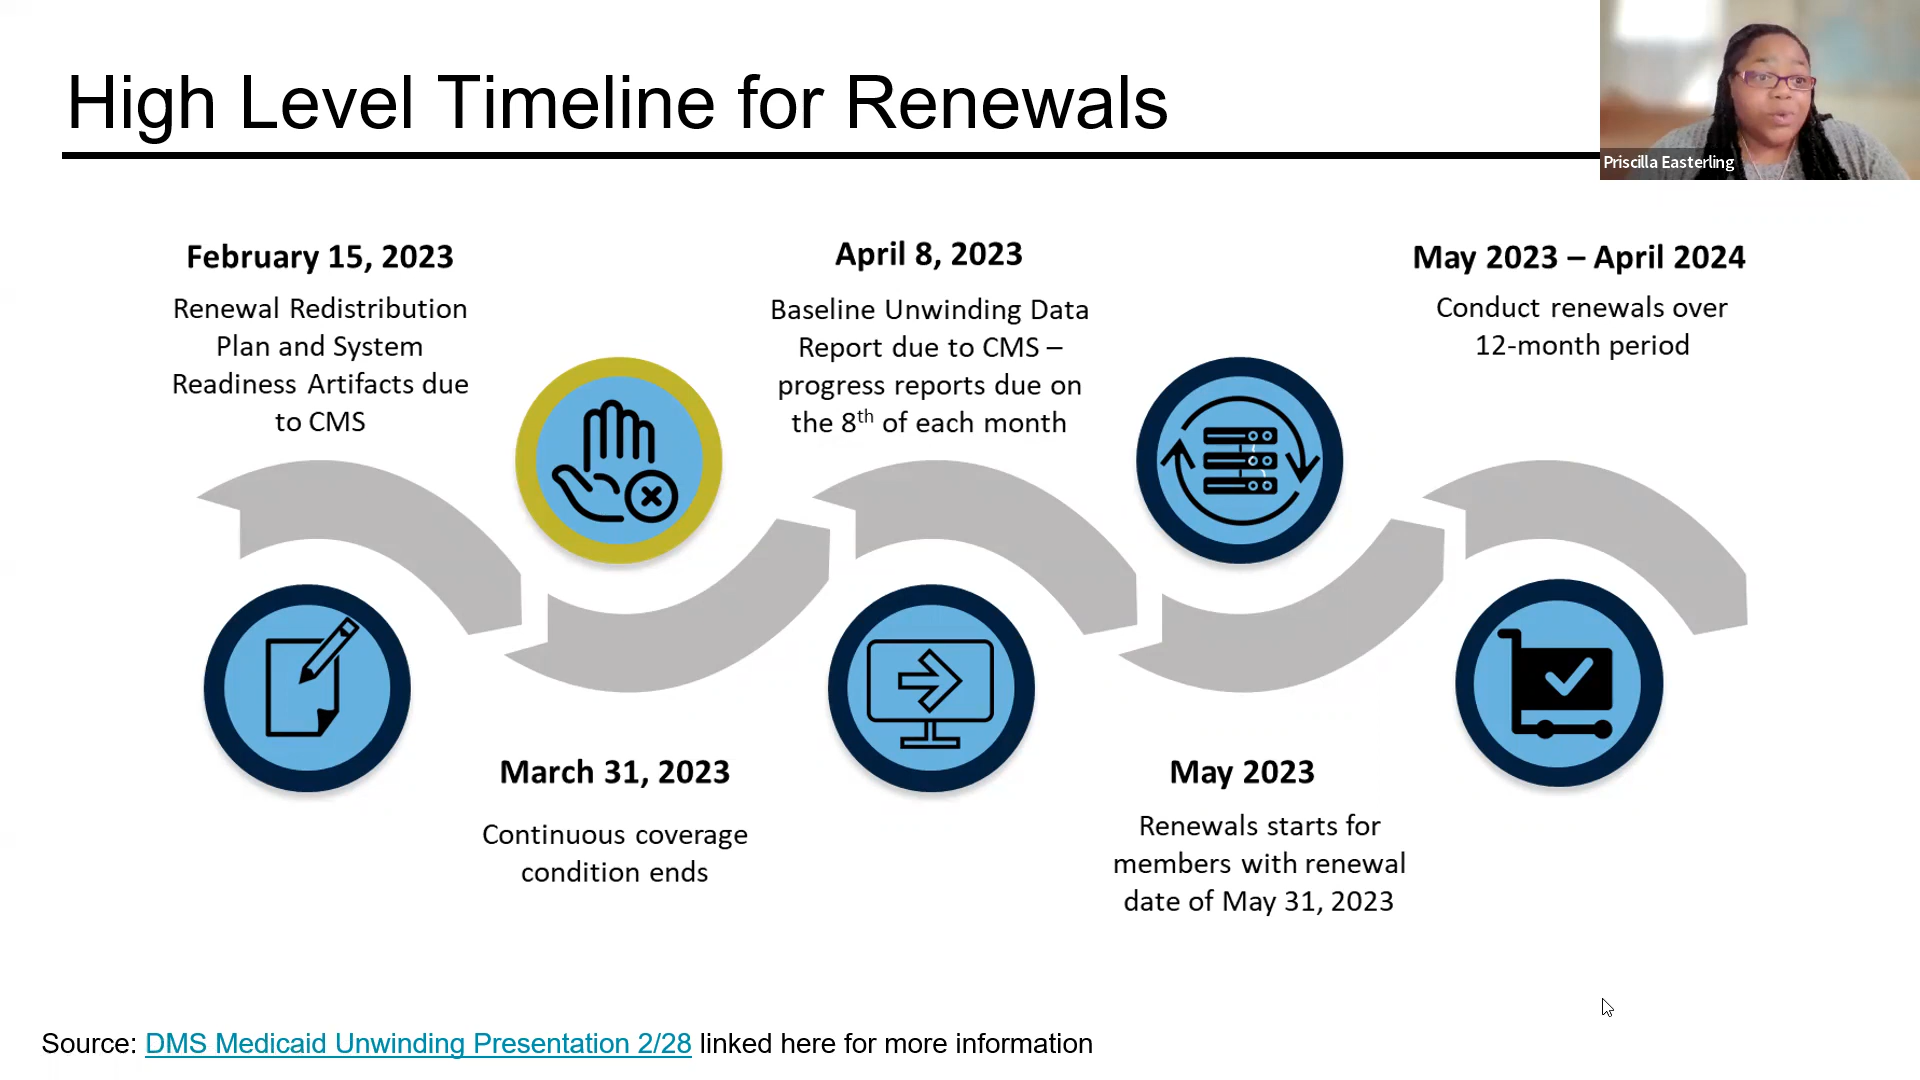 High Level Timeline for Renewals
Priscilla Easterling
February 15, 2023
Renewal Redistribution
Plan and System
Readiness Artifacts due
to CMS
March 31, 2023
Continuous coverage
condition ends
April 8, 2023
Baseline Unwinding Data
Report due to CMS –
progress reports due on
the 8th of each month
May 2023
Renewals starts for
members with renewal
date of May 31, 2023
May 2023 – April 2024
Conduct renewals over
12-month period
Source: DMS Medicaid Unwinding Presentation 2/28 linked here for more information